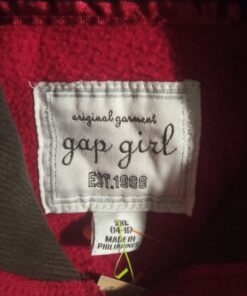 original garment
gap girl
EST.1969
XXL
(14-16)
MADE IN
PHILIPPINES